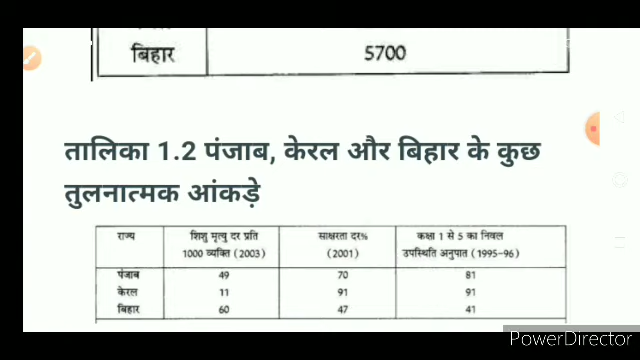 बिहार 5700
तालिका 1.2 पंजाब, केरल और बिहार के कुछ
तुलनात्मक आंकड़े
राज्य शिशु मृत्यु दर प्रति साक्षरता दर% कक्षा 1 से 5 का निवल
1000 व्यक्ति (2003) (2001) उपस्थिति अनुपात (1995-96)
पंजाब 49 70 81
केरल 11 91 91
बिहार 60 47 41
PowerDirector